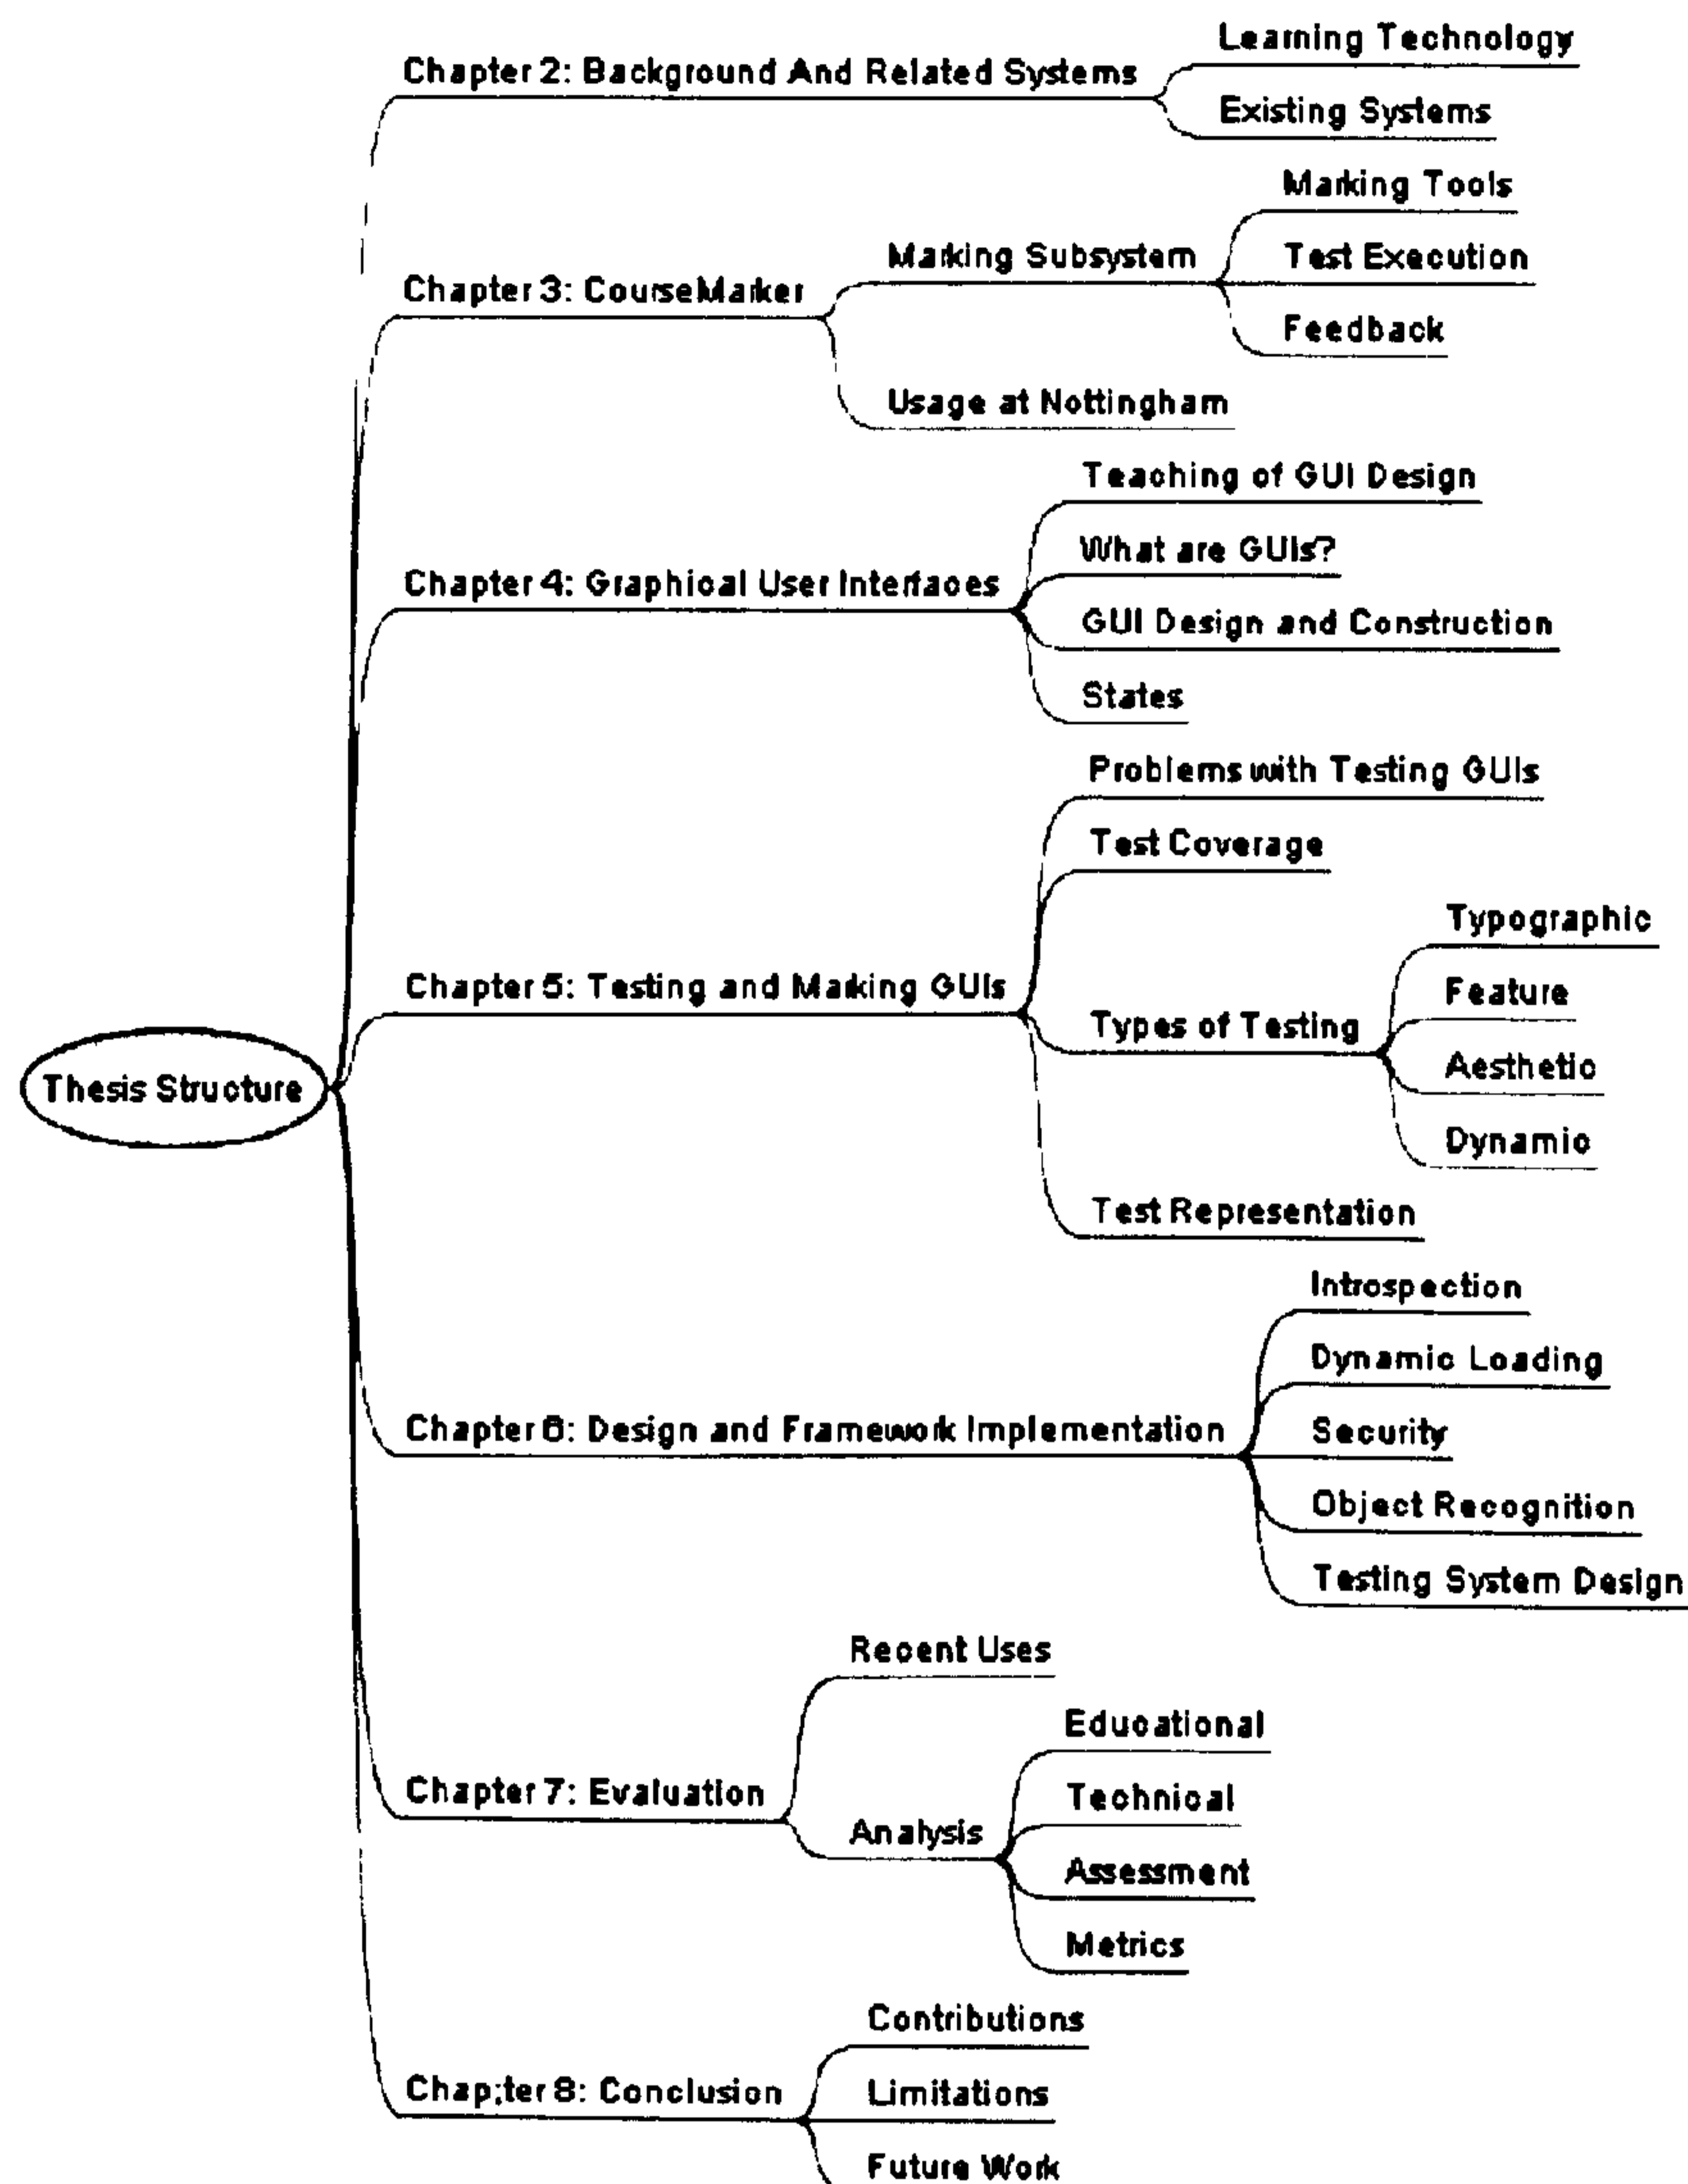 Thesis Structure
Chapter 2: Background And Related Systems
Learning Technology
Existing Systems
Chapter 3: CourseMarker
Marking Subsystem
Marking Tools
Test Execution
Feedback
Usage at Nottingham
Chapter 4: Graphical User Interfaces
Teaching of GUI Design
What are GUIs?
GUI Design and Construction
States
Chapter 5: Testing and Marking GUIs
Problems with Testing GUIs
Test Coverage
Types of Testing
Typographic
Feature
Aesthetic
Dynamic
Test Representation
Chapter 6: Design and Framework Implementation
Introspection
Dynamic Loading
Security
Object Recognition
Testing System Design
Chapter 7: Evaluation
Recent Uses
Analysis
Educational
Technical
Assessment
Metrics
Chap;ter 8: Conclusion
Contributions
Limitations
Future Work